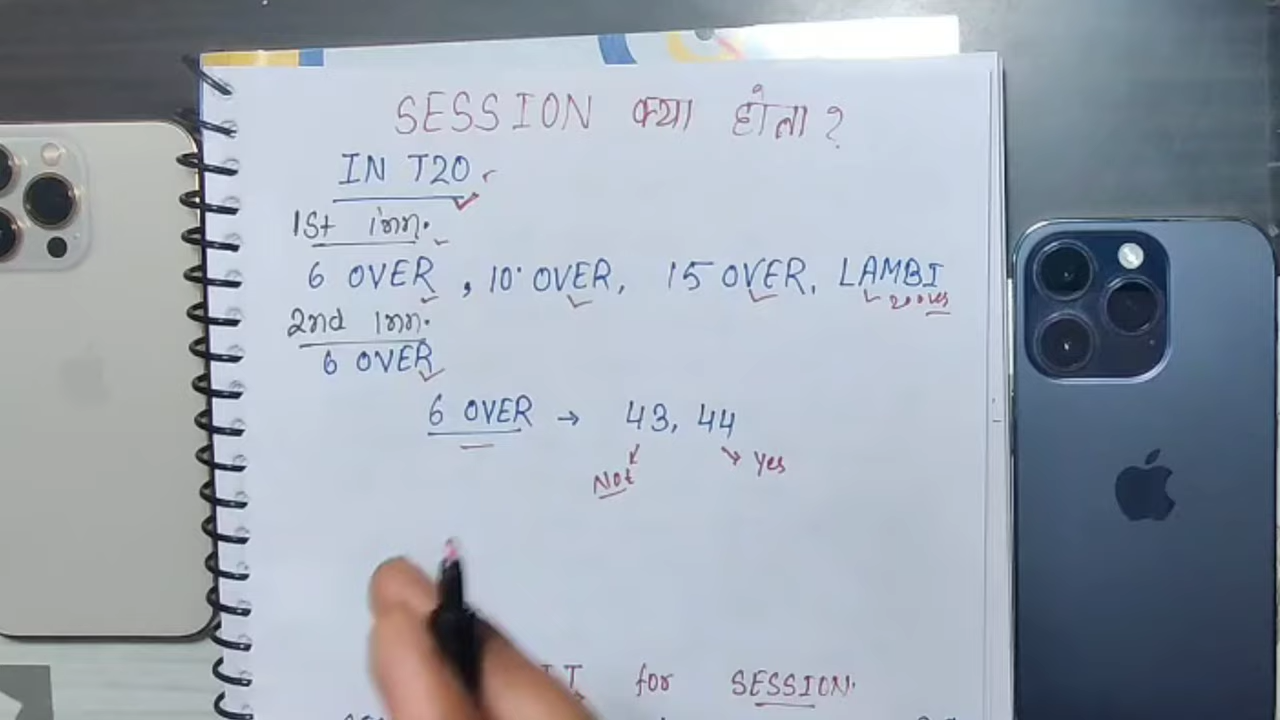 SESSION क्या होता ?
IN T20
1st inn.
6 OVER, 10 OVER, 15 OVER, LAMBI
20 over
2nd Inn.
6 OVER
6 OVER → 43, 44
Not
Yes
for SESSION.